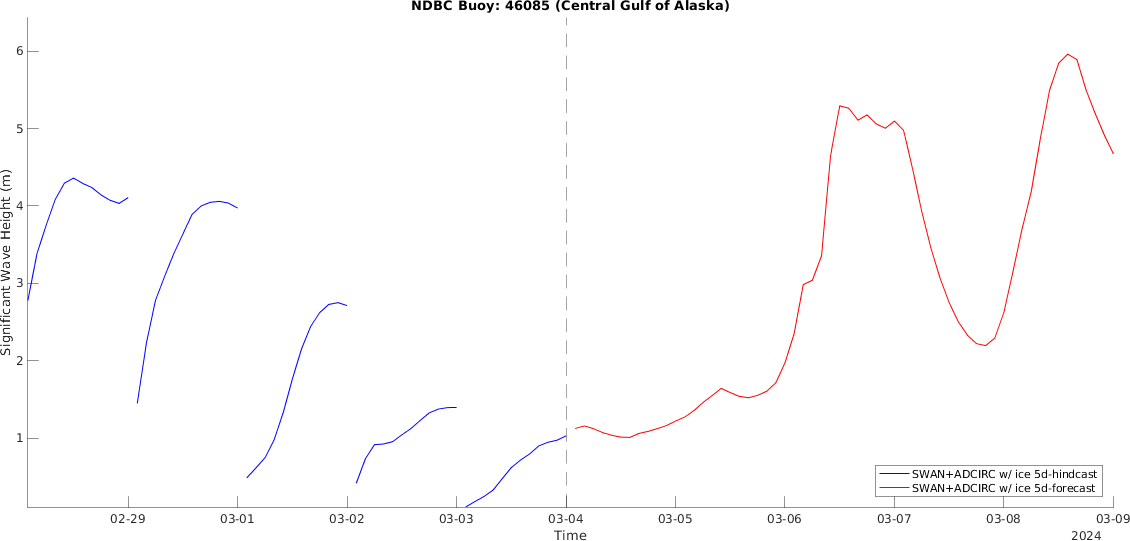 NDBC Buoy: 46085 (Central Gulf of Alaska)
Significant Wave Height (m)
6
5
4
3
2
1
SWAN+ADCIRC w/ ice 5d-hindcast
SWAN+ADCIRC w/ ice 5d-forecast
02-29 03-01 03-02 03-03 03-04 03-05 03-06 03-07 03-08 03-09
Time
2024